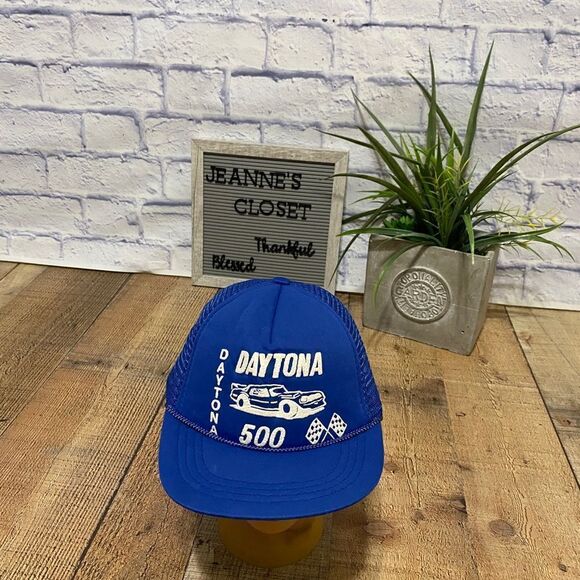 JEANNE'S
CLOSET
Thankful
Blessed
DAYTONA
DAYTONA
500